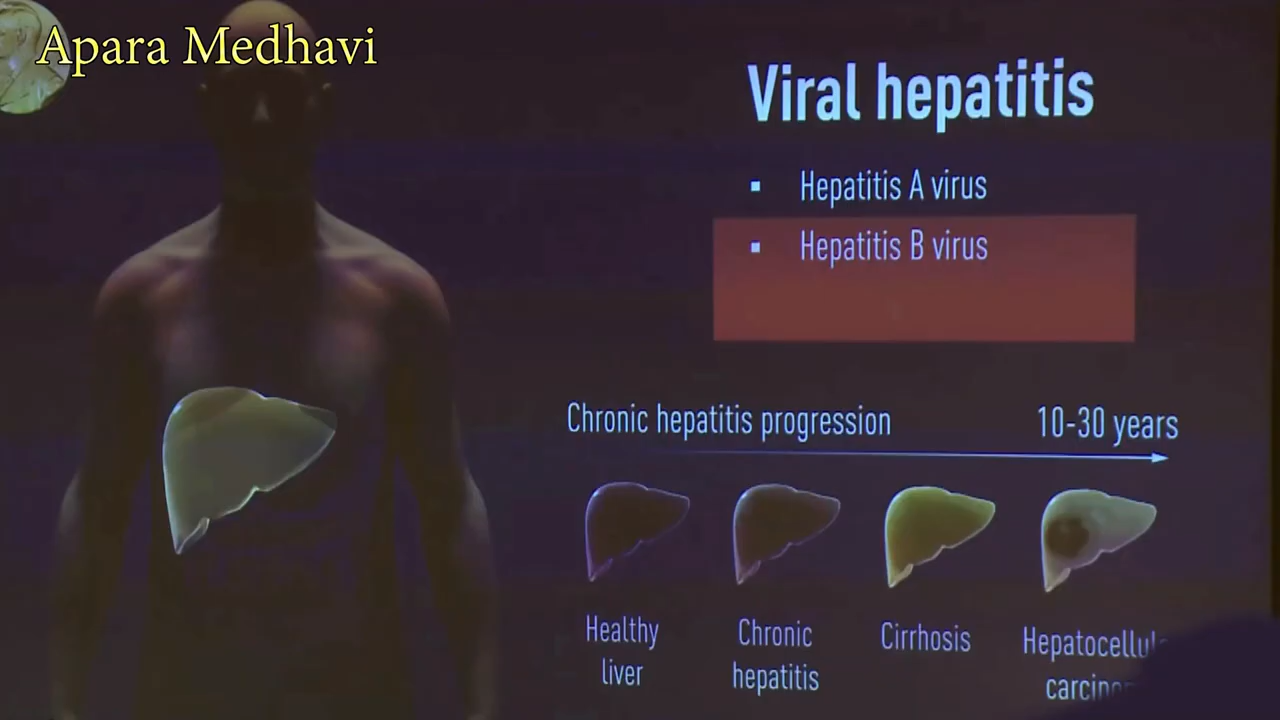 Apara Medhavi
Viral hepatitis
▪ Hepatitis A virus
▪ Hepatitis B virus
Chronic hepatitis progression
10-30 years
Healthy
liver
Chronic
hepatitis
Cirrhosis